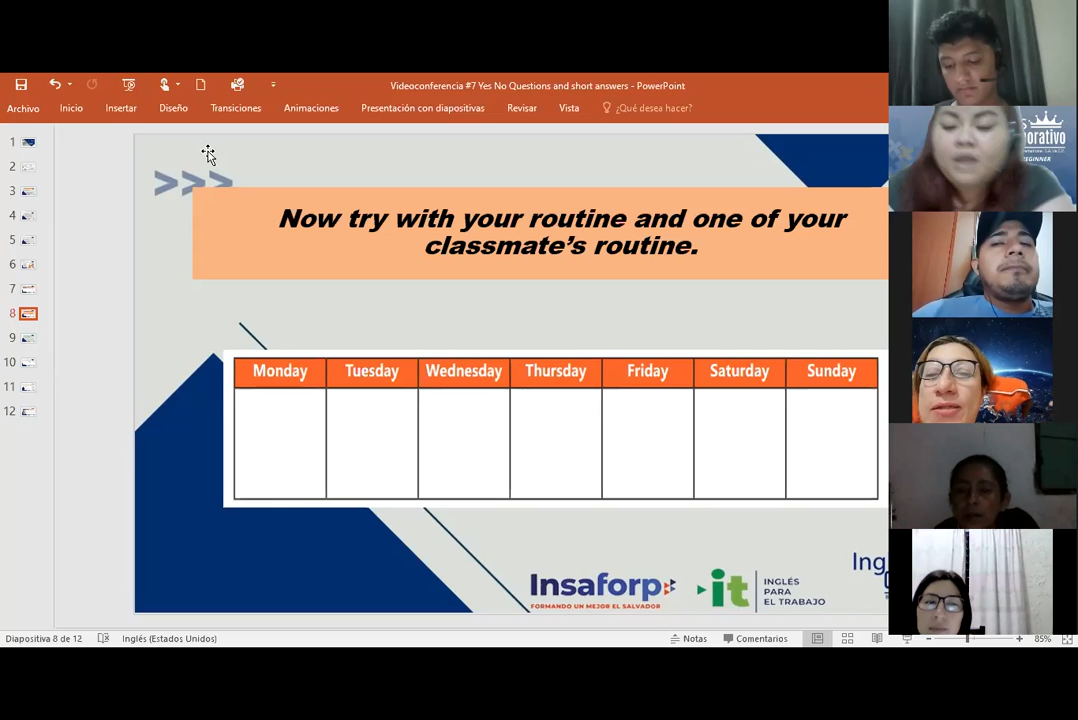 Videoconferencia #7 Yes No Questions and short answers - PowerPoint
Archivo Inicio Insertar Diseño Transiciones Animaciones Presentación con diapositivas Revisar Vista ¿Qué desea hacer?
1
2
3
4
5
6
7
8
9
10
11
12
>>>
Now try with your routine and one of your
classmate's routine.
Monday Tuesday Wednesday Thursday Friday Saturday Sunday
Insaforp
FORMANDO UN MEJOR EL SALVADOR
it
INGLÉS
PARA
EL TRABAJO
Ing
orativo
Diapositiva 8 de 12 Inglés (Estados Unidos) Notas Comentarios 85%